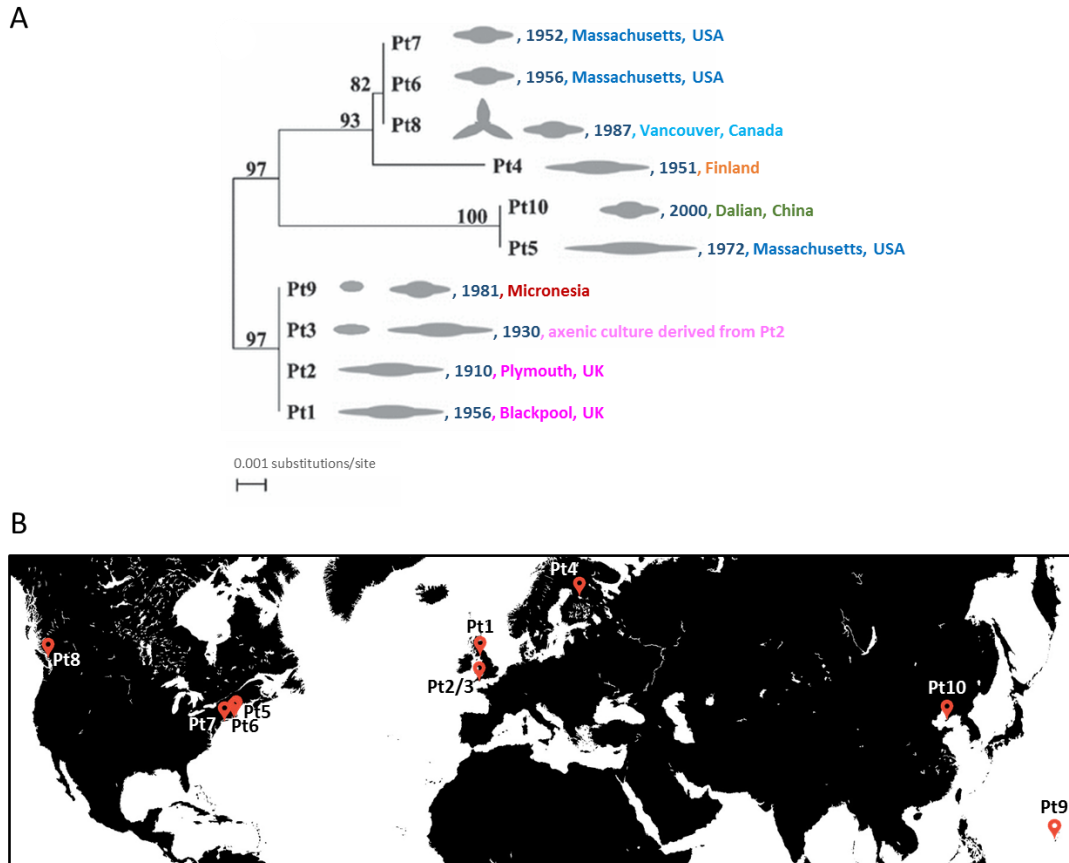 A
Pt7 , 1952, Massachusetts, USA
82 Pt6 , 1956, Massachusetts, USA
93 Pt8 , 1987, Vancouver, Canada
97 Pt4 , 1951, Finland
100 Pt10 , 2000, Dalian, China
Pt5 , 1972, Massachusetts, USA
Pt9 , 1981, Micronesia
97 Pt3 , 1930, axenic culture derived from Pt2
Pt2 , 1910, Plymouth, UK
Pt1 , 1956, Blackpool, UK
0.001 substitutions/site
B
Pt4
Pt1
Pt8
Pt2/3
Pt10
Pt5
Pt7
Pt6
Pt9